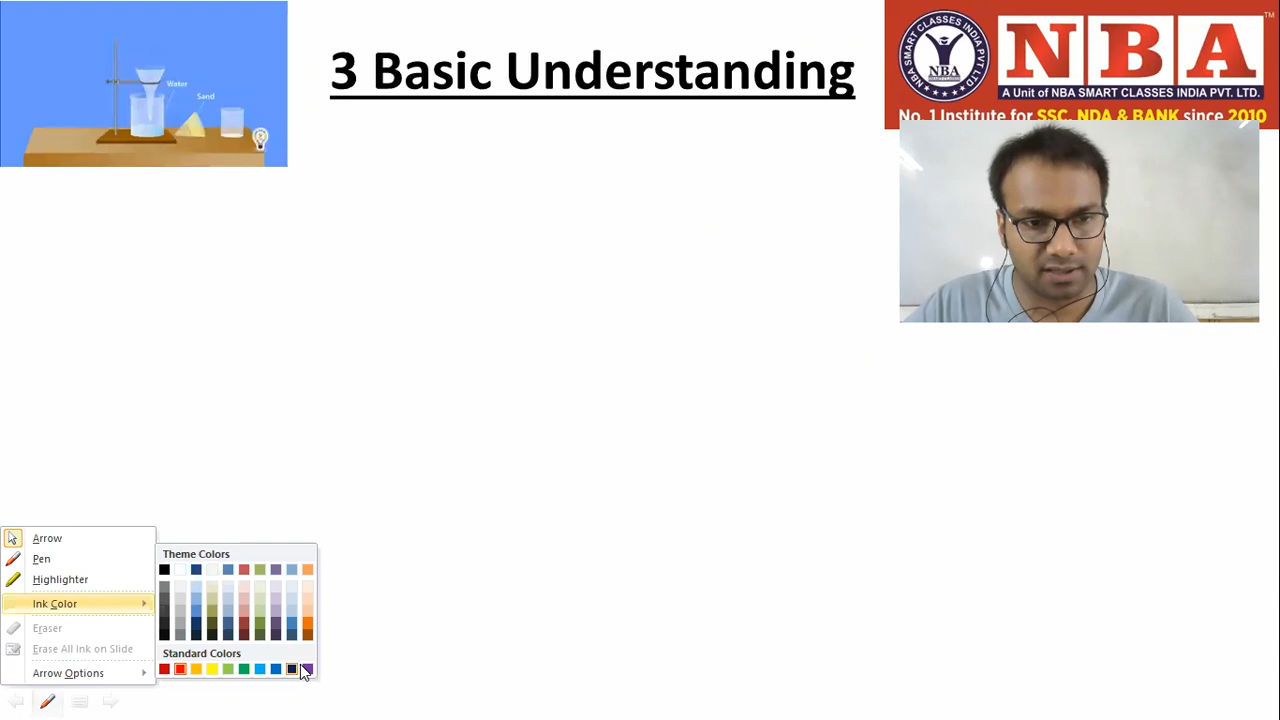 Water
Sand
3 Basic Understanding
NBA SMART CLASSES INDIA PVT LTD
NBA
NBA
TM
A Unit of NBA SMART CLASSES INDIA PVT. LTD.
No. 1 Institute for SSC, NDA & BANK since 2010
Arrow
Pen
Highlighter
Ink Color
Eraser
Erase All Ink on Slide
Arrow Options
Theme Colors
Standard Colors